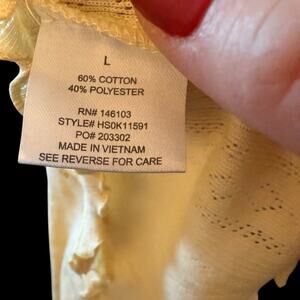 L
60% COTTON
40% POLYESTER
RN# 146103
STYLE# HS0K11591
PO# 203302
MADE IN VIETNAM
SEE REVERSE FOR CARE